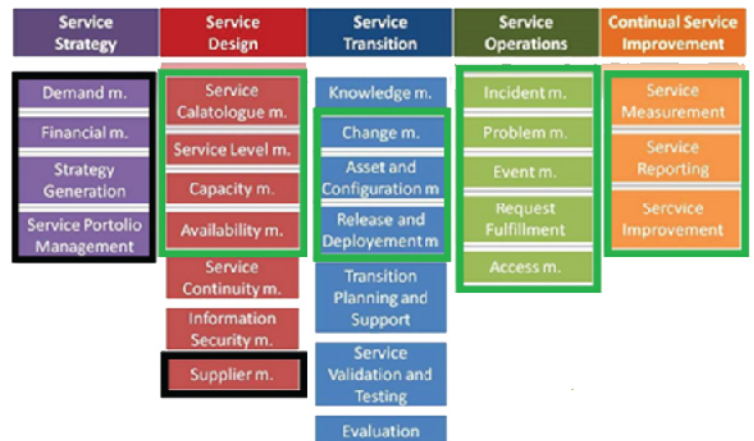 Service
Strategy
Service
Design
Service
Transition
Service
Operations
Continual Service
Improvement
Demand m.
Financial m.
Strategy
Generation
Service Portolio
Management
Service
Calatologue m.
Service Level m.
Capacity m.
Availability m.
Service
Continuity m.
Information
Security m.
Supplier m.
Knowledge m.
Change m.
Asset and
Configuration m
Release and
Deployement m
Transition
Planning and
Support
Service
Validation and
Testing
Evaluation
Incident m.
Problem m.
Event m.
Request
Fulfillment
Access m.
Service
Measurement
Service
Reporting
Sercvice
Improvement